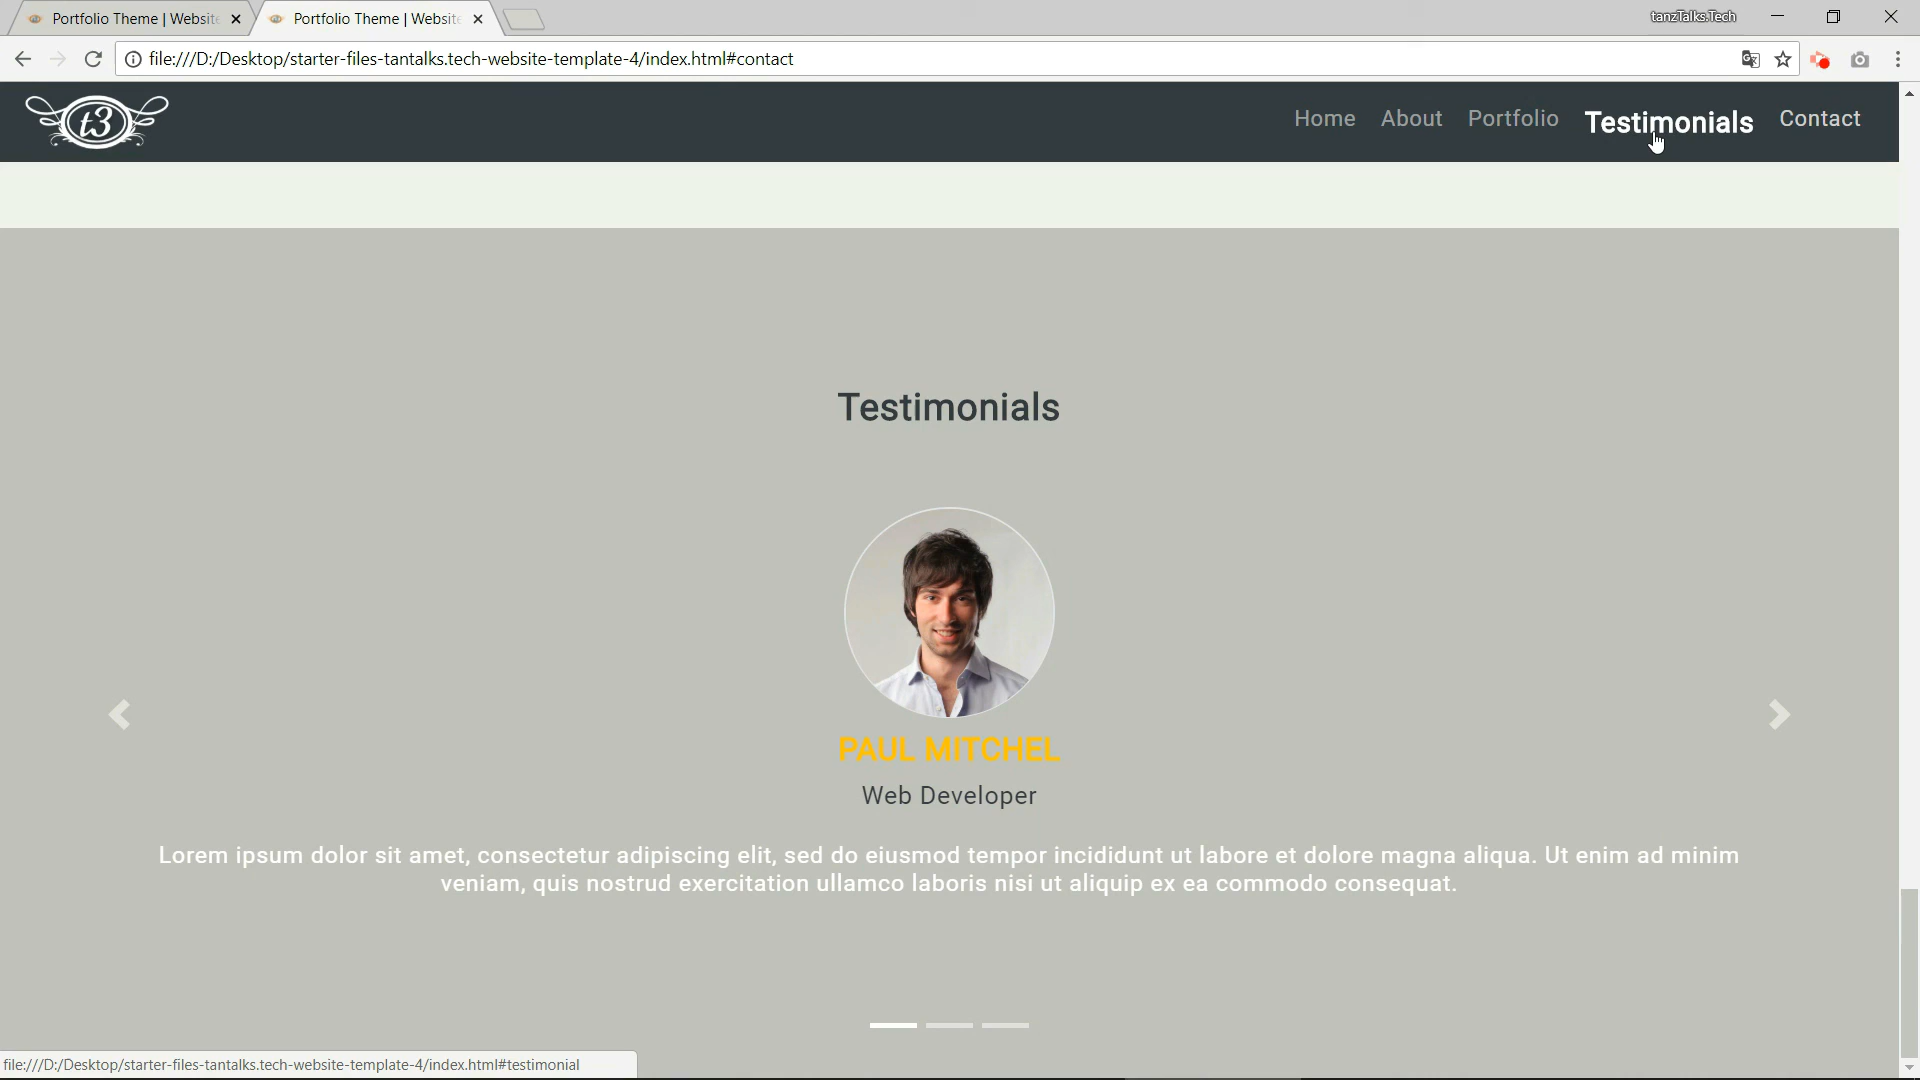 Portfolio Theme | Website
Portfolio Theme | Website
tanzTalks.Tech
file:///D:/Desktop/starter-files-tantalks.tech-website-template-4/index.html#contact
t3
Home About Portfolio Testimonials Contact
Testimonials
PAUL MITCHEL
Web Developer
Lorem ipsum dolor sit amet, consectetur adipiscing elit, sed do eiusmod tempor incididunt ut labore et dolore magna aliqua. Ut enim ad minim
veniam, quis nostrud exercitation ullamco laboris nisi ut aliquip ex ea commodo consequat.
file:///D:/Desktop/starter-files-tantalks.tech-website-template-4/index.html#testimonial